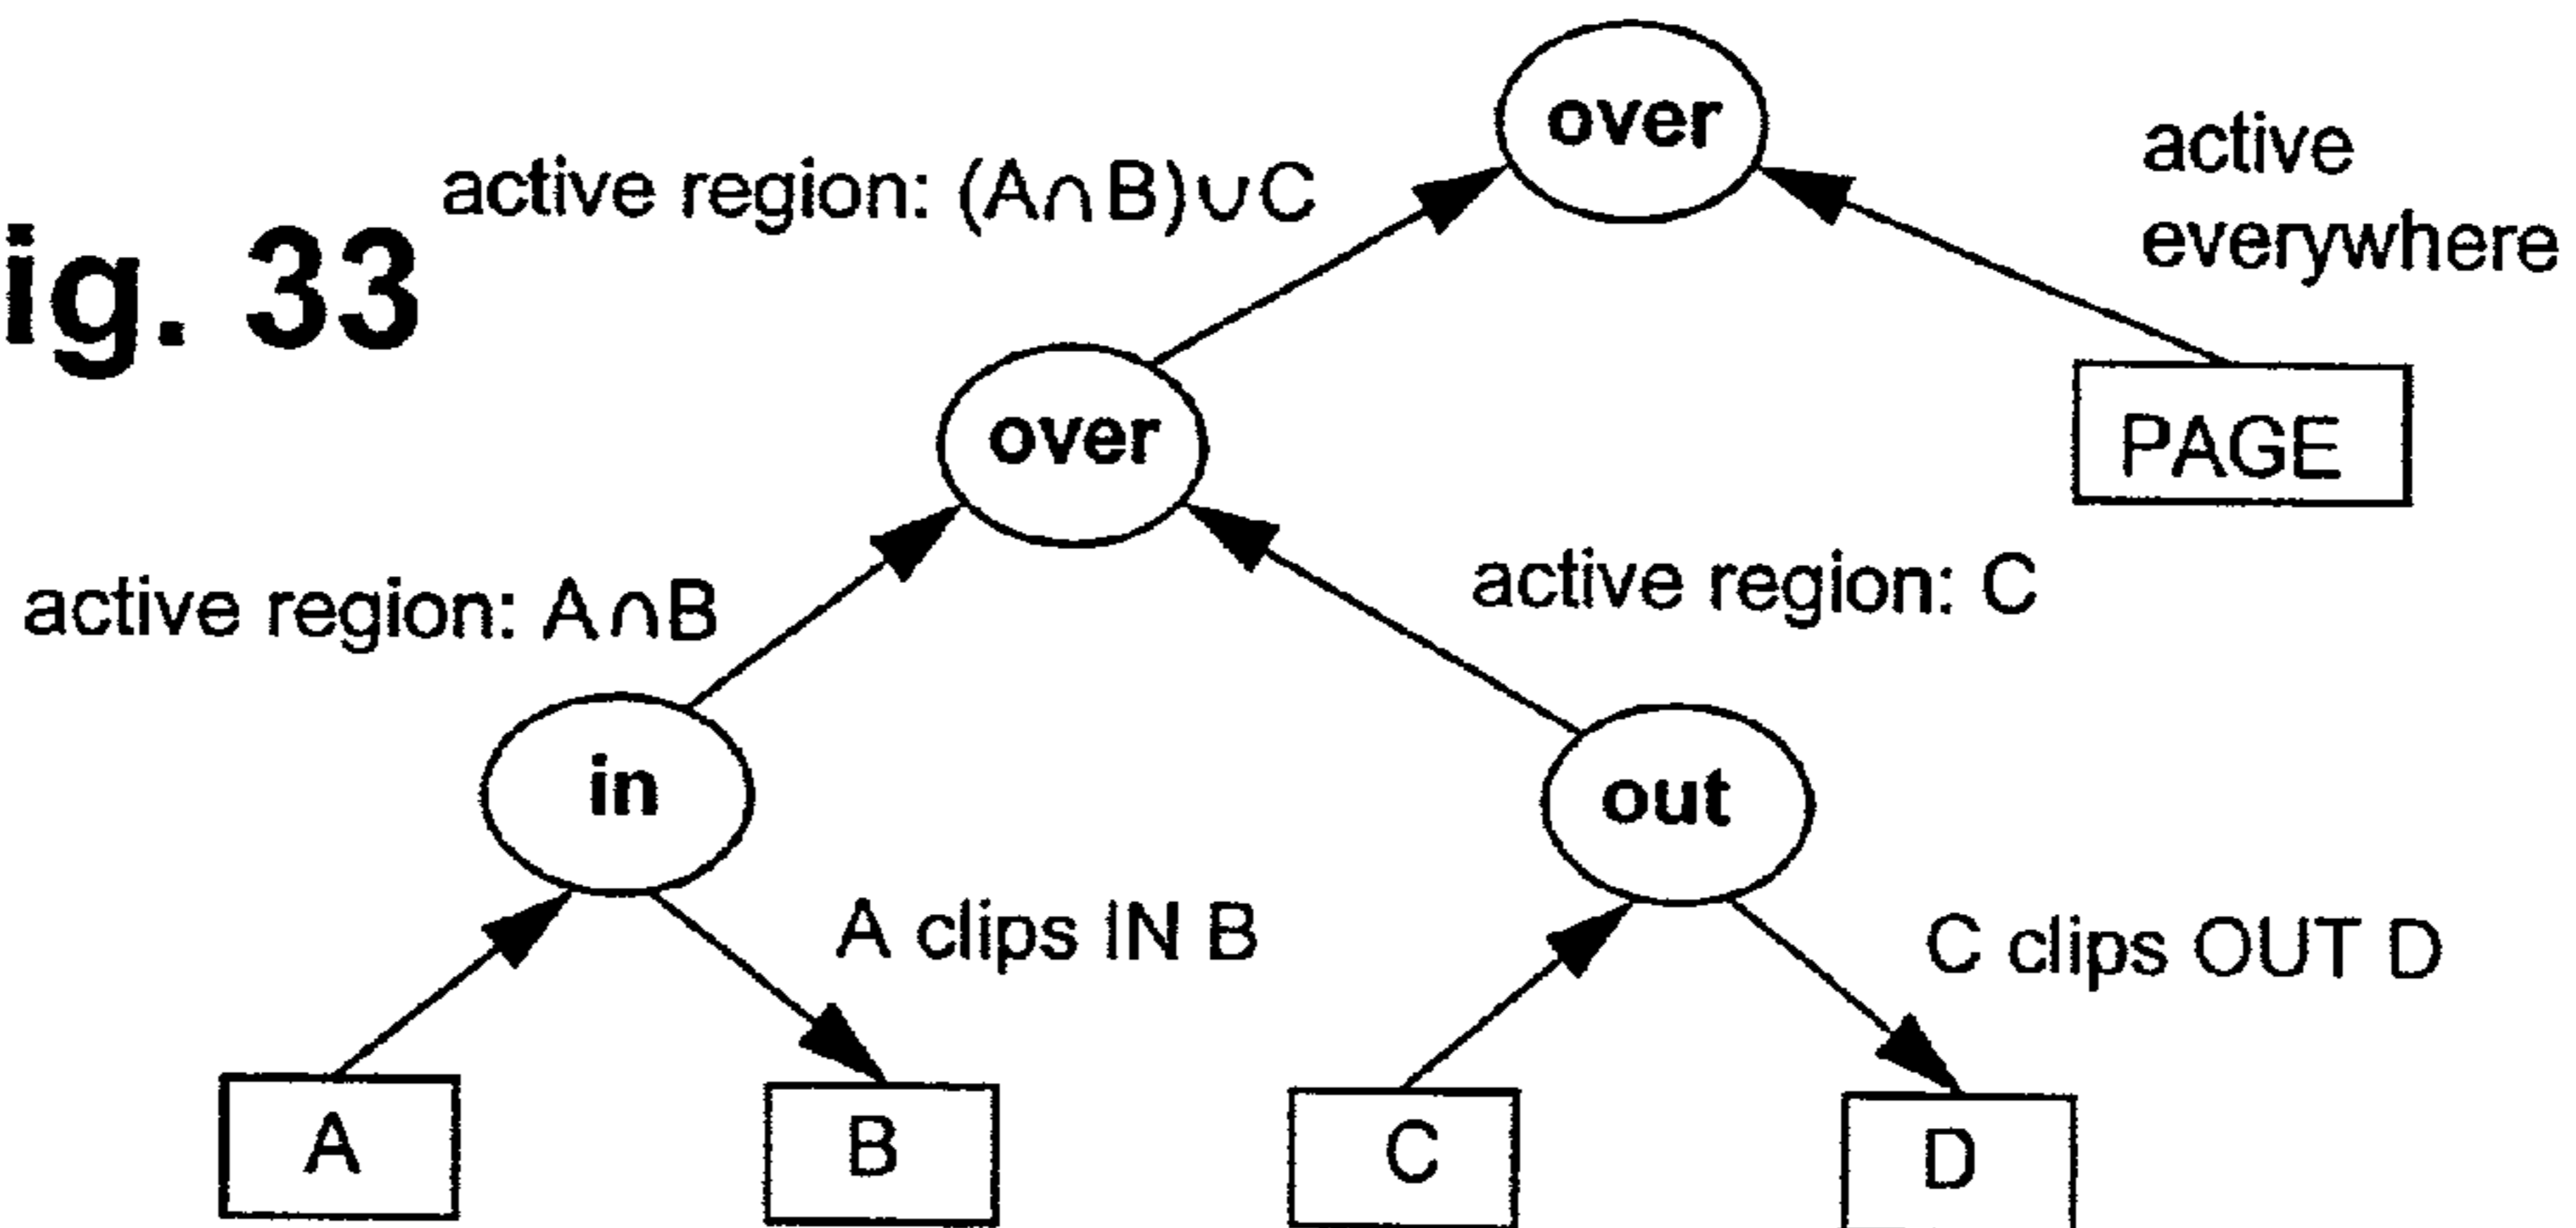 over
active region: (A∩B)∪C
active
everywhere
ig. 33
over
PAGE
active region: A∩B
active region: C
in
out
A clips IN B
C clips OUT D
A
B
C
D